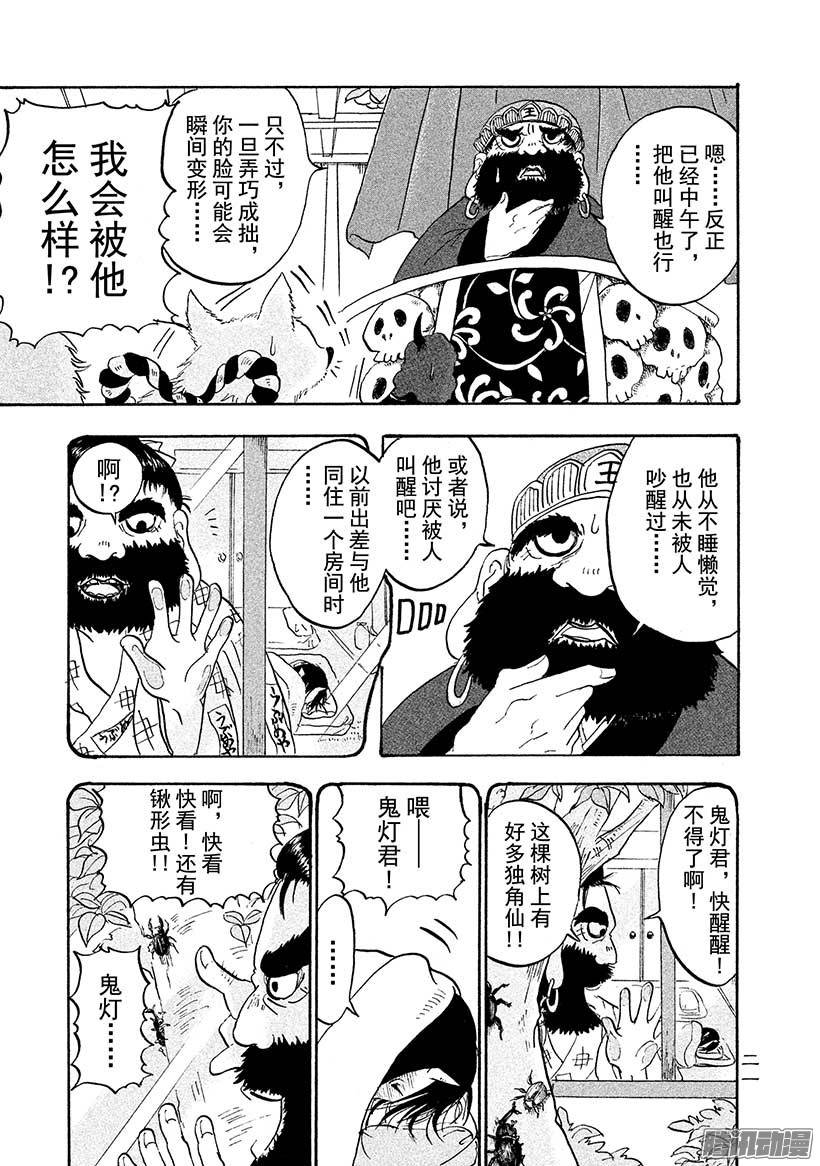 嗯……反正
已经中午了，
把他叫醒也行
……
只不过，
一旦弄巧成拙，
你的脸可能会
瞬间变形……
我会被他
怎么样!?
王
他从不睡懒觉，
也从未被人
吵醒过……
或者说，
他讨厌被人
叫醒吧……
王
以前出差与他
同住一个房间时
……
啊!?
うぶめや
鬼灯君，快醒醒！
不得了啊！
这棵树上有
好多独角仙!!
喂——
鬼灯君！
……
啊，快看
快看！还有
锹形虫!!
鬼灯
……
二一
腾讯动漫